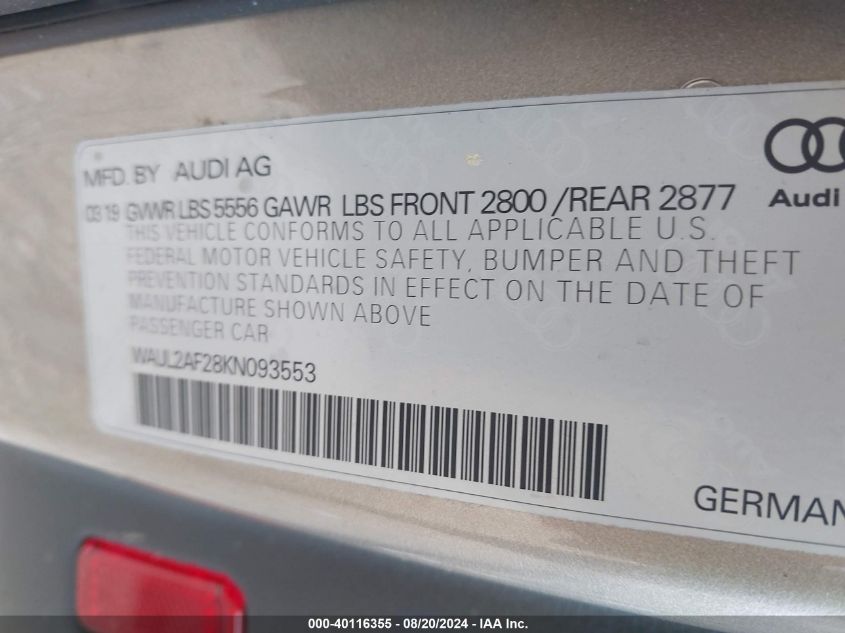 MFD. BY AUDI AG
Audi
03 19 GVWR LBS 5556 GAWR LBS FRONT 2800 /REAR 2877
THIS VEHICLE CONFORMS TO ALL APPLICABLE U.S.
FEDERAL MOTOR VEHICLE SAFETY, BUMPER AND THEFT
PREVENTION STANDARDS IN EFFECT ON THE DATE OF
MANUFACTURE SHOWN ABOVE
PASSENGER CAR
WAUL2AF28KN093553
GERMAN
000-40116355 - 08/20/2024 - IAA Inc.